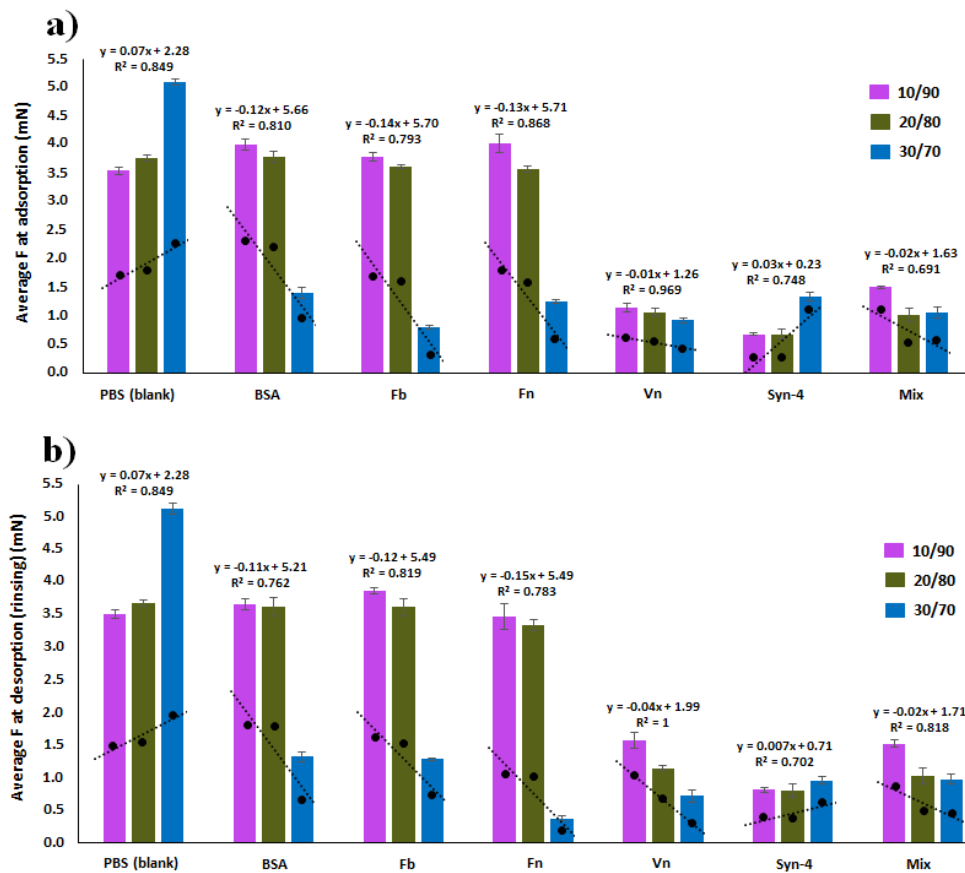 a)
Average F at adsorption (mN)
5.5
5.0
4.5
4.0
3.5
3.0
2.5
2.0
1.5
1.0
0.5
0.0
y = 0.07x + 2.28
R² = 0.849
y = -0.12x + 5.66
R² = 0.810
y = -0.14x + 5.70
R² = 0.793
y = -0.13x + 5.71
R² = 0.868
y = -0.01x + 1.26
R² = 0.969
y = 0.03x + 0.23
R² = 0.748
y = -0.02x + 1.63
R² = 0.691
10/90
20/80
30/70
PBS (blank) BSA Fb Fn Vn Syn-4 Mix
b)
Average F at desorption (rinsing) (mN)
5.5
5.0
4.5
4.0
3.5
3.0
2.5
2.0
1.5
1.0
0.5
0.0
y = 0.07x + 2.28
R² = 0.849
y = -0.11x + 5.21
R² = 0.762
y = -0.12 + 5.49
R² = 0.819
y = -0.15x + 5.49
R² = 0.783
y = -0.04x + 1.99
R² = 1
y = 0.007x + 0.71
R² = 0.702
y = -0.02x + 1.71
R² = 0.818
10/90
20/80
30/70
PBS (blank) BSA Fb Fn Vn Syn-4 Mix